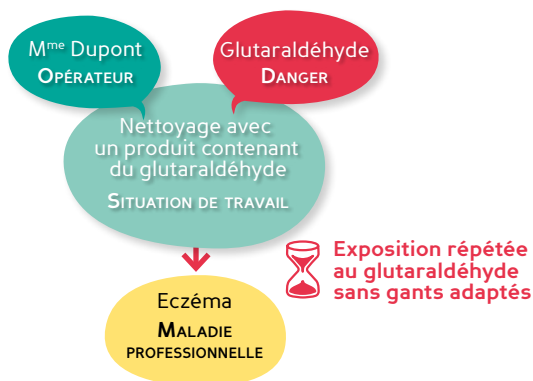 Mme Dupont
Opérateur
Glutaraldéhyde
Danger
Nettoyage avec
un produit contenant
du glutaraldéhyde
Situation de travail
Exposition répétée
au glutaraldéhyde
sans gants adaptés
Eczéma
Maladie
professionnelle